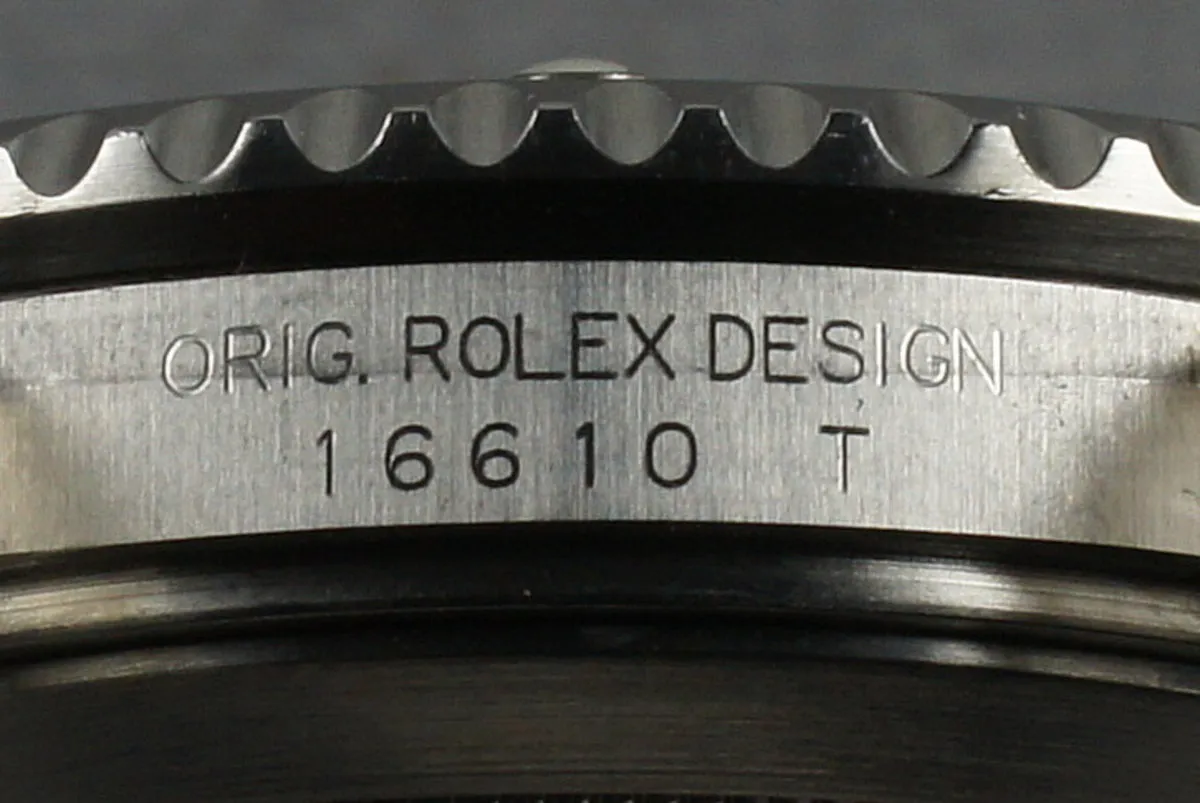 ORIG. ROLEX DESIGN
16610 T